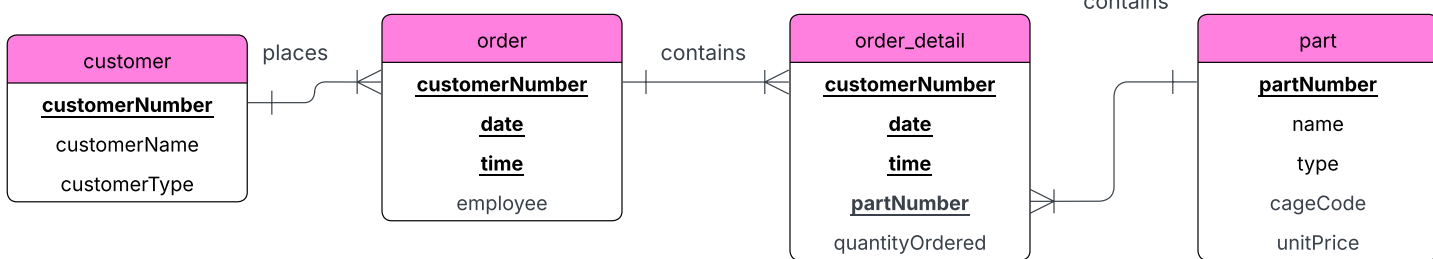 contains
customer
customerNumber
customerName
customerType
places
order
customerNumber
date
time
employee
contains
order_detail
customerNumber
date
time
partNumber
quantityOrdered
part
partNumber
name
type
cageCode
unitPrice